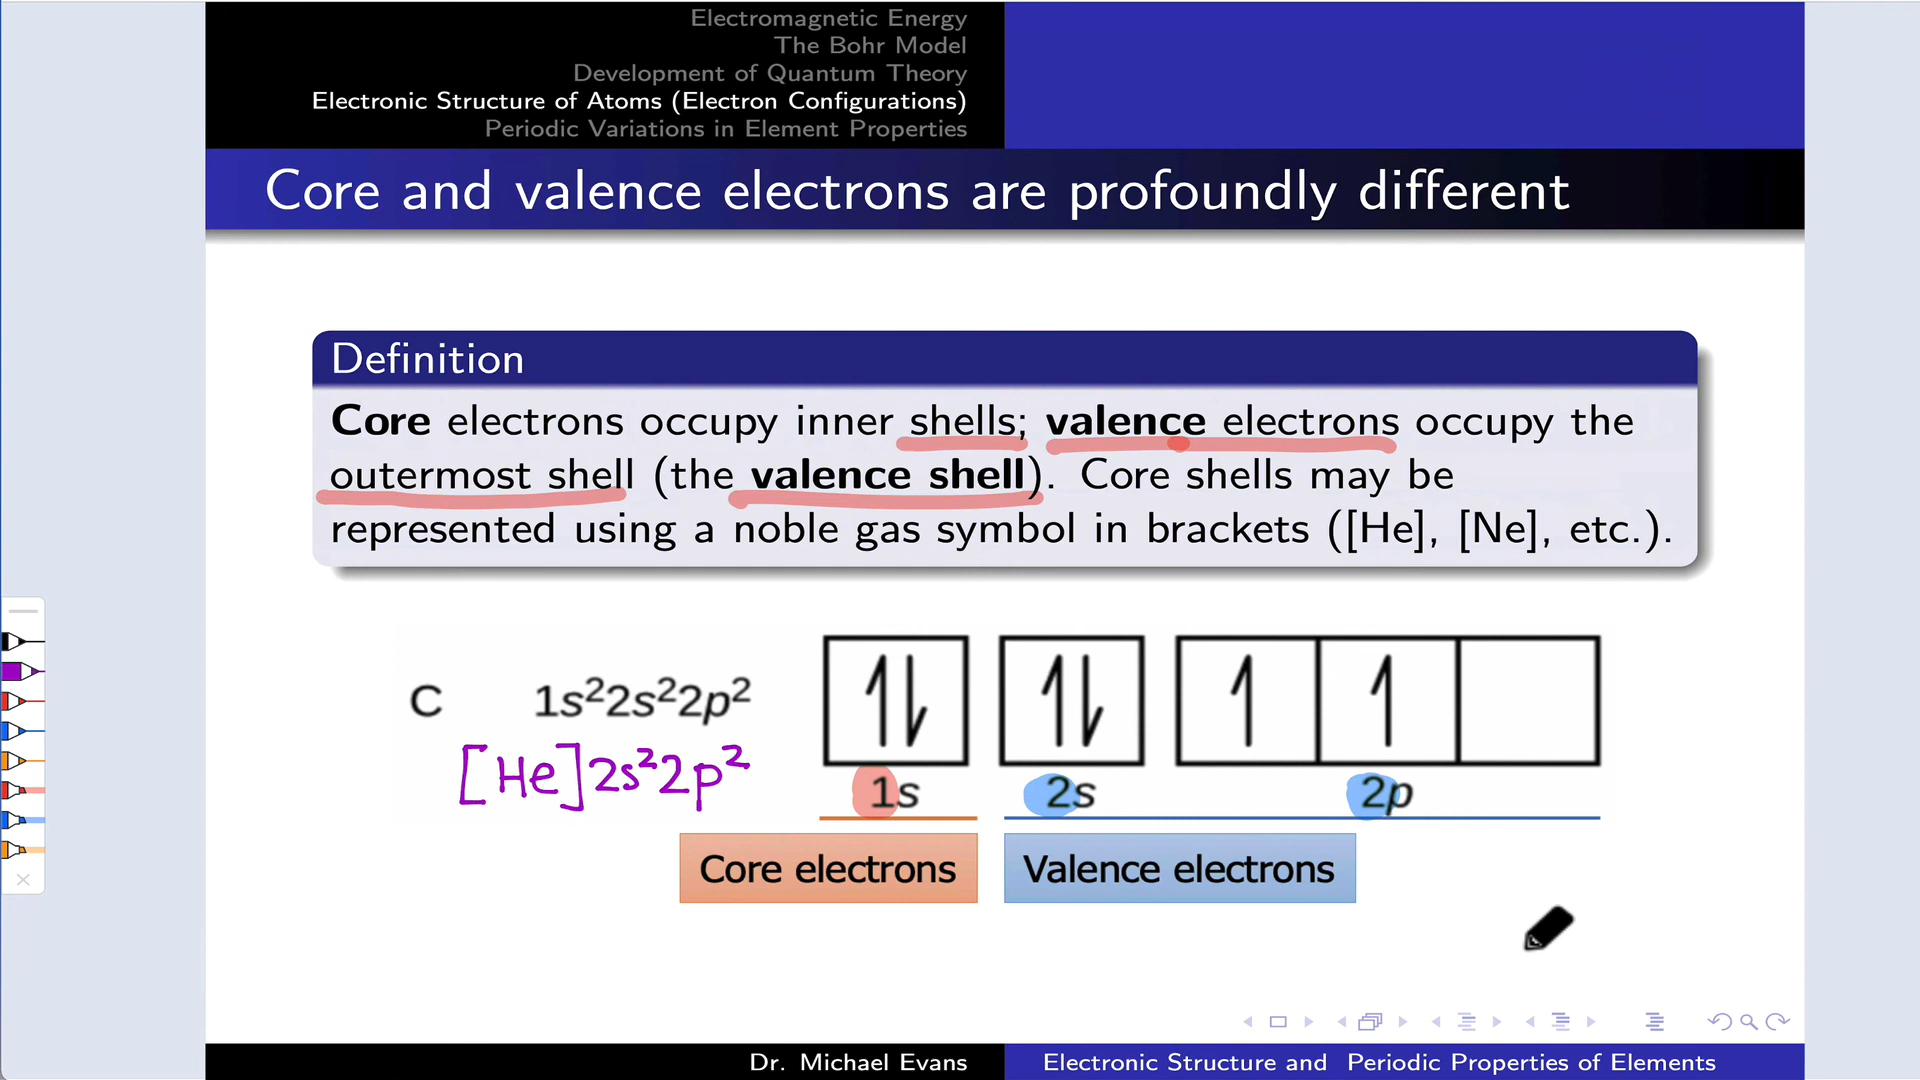 Electromagnetic Energy
The Bohr Model
Development of Quantum Theory
Electronic Structure of Atoms (Electron Configurations)
Periodic Variations in Element Properties
Core and valence electrons are profoundly different
Definition
Core electrons occupy inner shells; valence electrons occupy the
outermost shell (the valence shell). Core shells may be
represented using a noble gas symbol in brackets ([He], [Ne], etc.).
C 1s²2s²2p²
[He]2s²2p²
1s 2s 2p
Core electrons Valence electrons
Dr. Michael Evans Electronic Structure and Periodic Properties of Elements